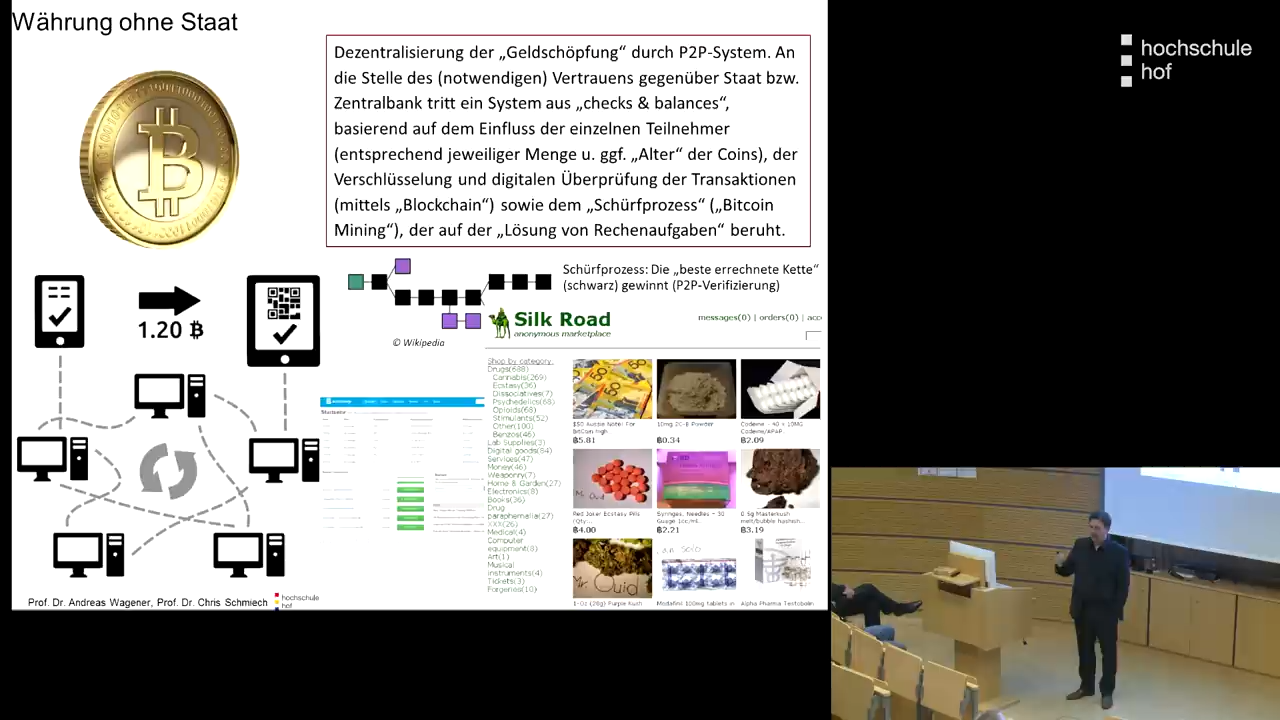 Währung ohne Staat
hochschule
hof
Dezentralisierung der „Geldschöpfung“ durch P2P-System. An
die Stelle des (notwendigen) Vertrauens gegenüber Staat bzw.
Zentralbank tritt ein System aus „checks & balances“,
basierend auf dem Einfluss der einzelnen Teilnehmer
(entsprechend jeweiliger Menge u. ggf. „Alter“ der Coins), der
Verschlüsselung und digitalen Überprüfung der Transaktionen
(mittels „Blockchain“) sowie dem „Schürfprozess“ („Bitcoin
Mining“), der auf der „Lösung von Rechenaufgaben“ beruht.
Schürfprozess: Die „beste errechnete Kette“
(schwarz) gewinnt (P2P-Verifizierung)
1.20 ₿
© Wikipedia
Silk Road
anonymous marketplace
messages(0) | orders(0) | acc
Shop by category:
Drugs(688)
Cannabis(269)
Ecstasy(36)
Dissociatives(7)
Psychedelics(68)
Opioids(68)
Stimulants(52)
Other(100)
Benzos(46)
Lab Supplies(3)
Digital goods(84)
Services(47)
Money(46)
Weaponry(7)
Home & Garden(27)
Electronics(8)
Books(36)
Drug
paraphernalia(27)
XXX(26)
Medical(4)
Computer
equipment(8)
Art(1)
Musical
instruments(4)
Tickets(3)
Forgeries(10)
$50 Aussie Note! For
BitCoin High
฿5.81
10mg 2C-B Powder
฿0.34
Codeine - 40 x 10MG
Codeine/APAP
฿2.09
Red Joker Ecstasy Pills
(Qty...
฿4.00
Syringes, Needles - 30
Guage 1cc/ml...
฿2.21
0.5g Masterkush
melt/bubble hashish...
฿3.19
Mr. Quid
1-Oz (28g) Purple Kush
Modafinil 100mg tablets
Alpha Pharma Testobolin
Prof. Dr. Andreas Wagener, Prof. Dr. Chris Schmiech
hochschule
hof